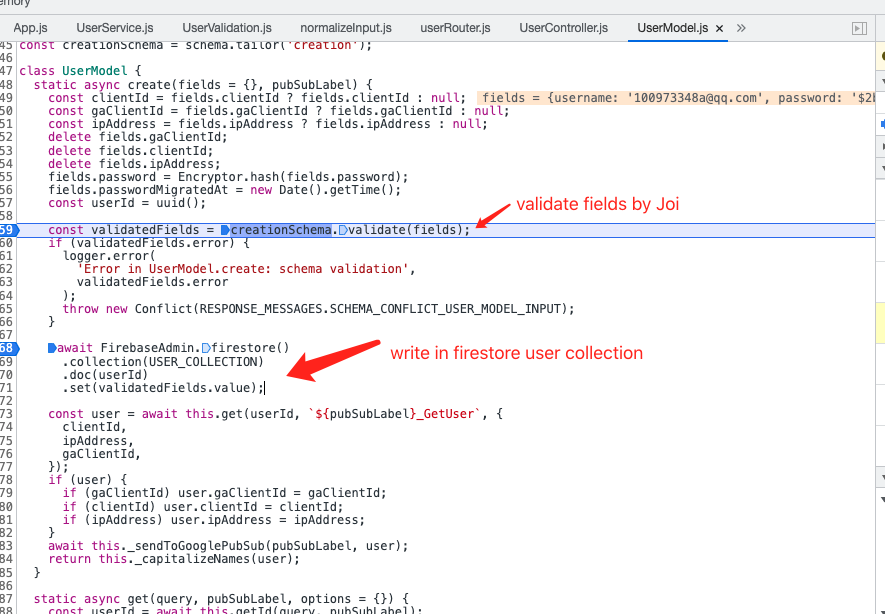 emory
App.js UserService.js UserValidation.js normalizeInput.js userRouter.js UserController.js UserModel.js × »
45 const creationSchema = schema.tailor('creation');
46
47 class UserModel {
48 static async create(fields = {}, pubSubLabel) {
49 const clientId = fields.clientId ? fields.clientId : null; fields = {username: '100973348a@qq.com', password: '$2b
50 const gaClientId = fields.gaClientId ? fields.gaClientId : null;
51 const ipAddress = fields.ipAddress ? fields.ipAddress : null;
52 delete fields.gaClientId;
53 delete fields.clientId;
54 delete fields.ipAddress;
55 fields.password = Encryptor.hash(fields.password);
56 fields.passwordMigratedAt = new Date().getTime();
57 const userId = uuid();
58
validate fields by Joi
59 const validatedFields = creationSchema.validate(fields);
60 if (validatedFields.error) {
61 logger.error(
62 'Error in UserModel.create: schema validation',
63 validatedFields.error
64 );
65 throw new Conflict(RESPONSE_MESSAGES.SCHEMA_CONFLICT_USER_MODEL_INPUT);
66 }
67
68 await FirebaseAdmin.firestore()
write in firestore user collection
69 .collection(USER_COLLECTION)
70 .doc(userId)
71 .set(validatedFields.value);
72
73 const user = await this.get(userId, `${pubSubLabel}_GetUser`, {
74 clientId,
75 ipAddress,
76 gaClientId,
77 });
78 if (user) {
79 if (gaClientId) user.gaClientId = gaClientId;
80 if (clientId) user.clientId = clientId;
81 if (ipAddress) user.ipAddress = ipAddress;
82 }
83 await this._sendToGooglePubSub(pubSubLabel, user);
84 return this._capitalizeNames(user);
85 }
86
87 static async get(query, pubSubLabel, options = {}) {
88 const userId = await this.getId(query, pubSubLabel);